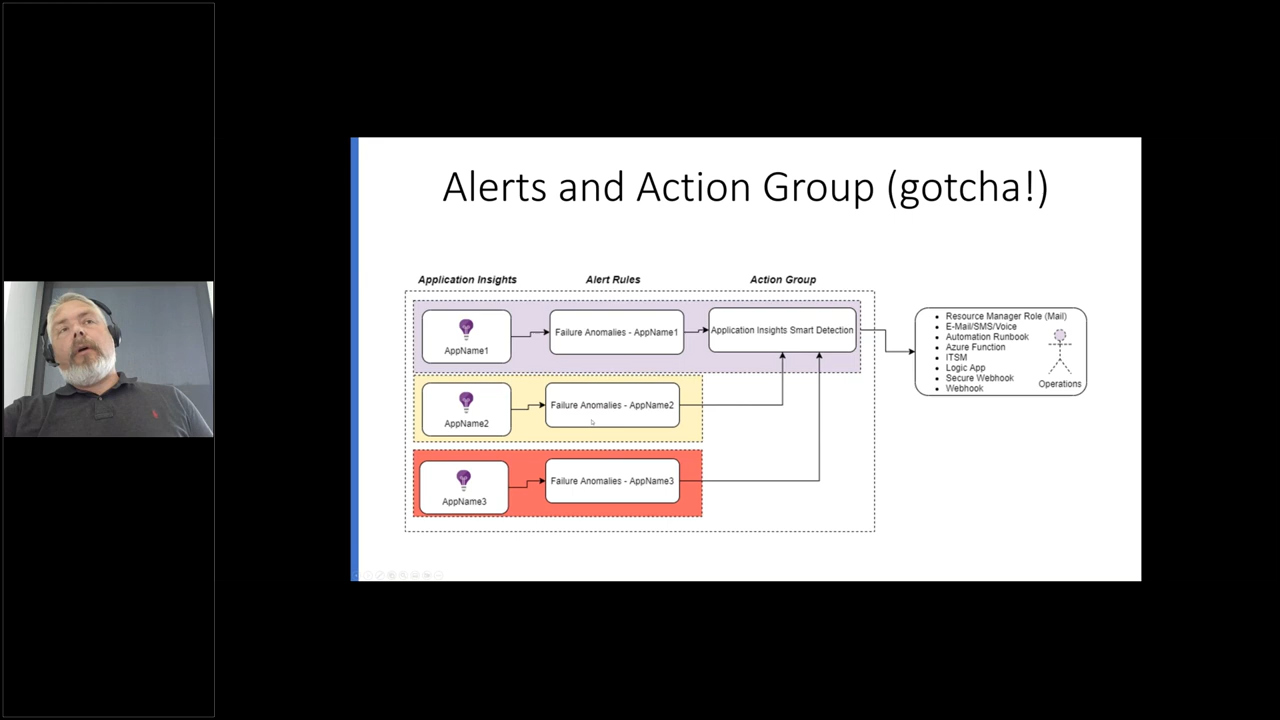 Alerts and Action Group (gotcha!)
Application Insights
Alert Rules
Action Group
AppName1
Failure Anomalies - AppName1
Application Insights Smart Detection
AppName2
Failure Anomalies - AppName2
AppName3
Failure Anomalies - AppName3
Resource Manager Role (Mail)
E-Mail/SMS/Voice
Automation Runbook
Azure Function
ITSM
Logic App
Secure Webhook
Webhook
Operations